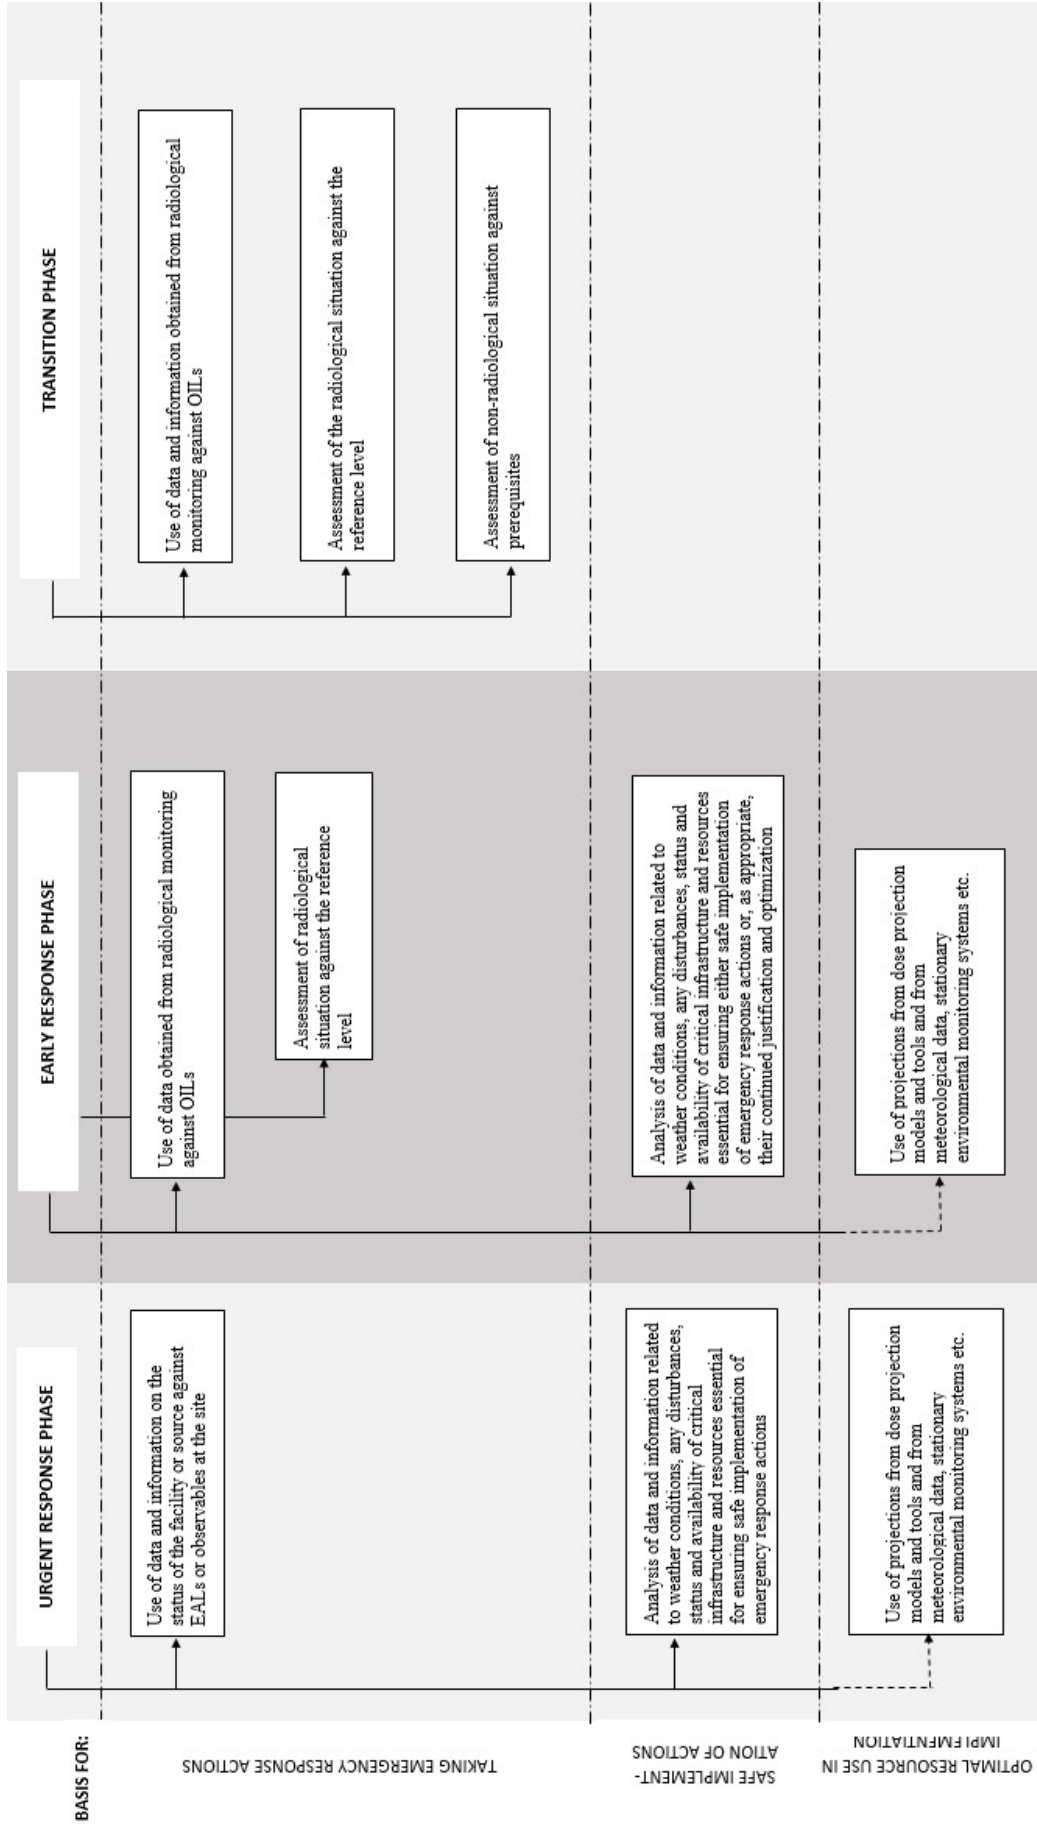 BASIS FOR:
URGENT RESPONSE PHASE
EARLY RESPONSE PHASE
TRANSITION PHASE
TAKING EMERGENCY RESPONSE ACTIONS
Use of data and information on the
status of the facility or source against
EALs or observables at the site
Use of data obtained from radiological monitoring
against OILs
Assessment of radiological
situation against the reference
level
Use of data and information obtained from radiological
monitoring against OILs
Assessment of the radiological situation against the
reference level
Assessment of non-radiological situation against
prerequisites
SAFE IMPLEMENT-
ATION OF ACTIONS
Analysis of data and information related
to weather conditions, any disturbances,
status and availability of critical
infrastructure and resources essential
for ensuring safe implementation of
emergency response actions
Analysis of data and information related to
weather conditions, any disturbances, status and
availability of critical infrastructure and resources
essential for ensuring either safe implementation
of emergency response actions or, as appropriate,
their continued justification and optimization
OPTIMAL RESOURCE USE IN
IMPLEMENTATION
Use of projections from dose projection
models and tools and from
meteorological data, stationary
environmental monitoring systems etc.
Use of projections from dose projection
models and tools and from
meteorological data, stationary
environmental monitoring systems etc.